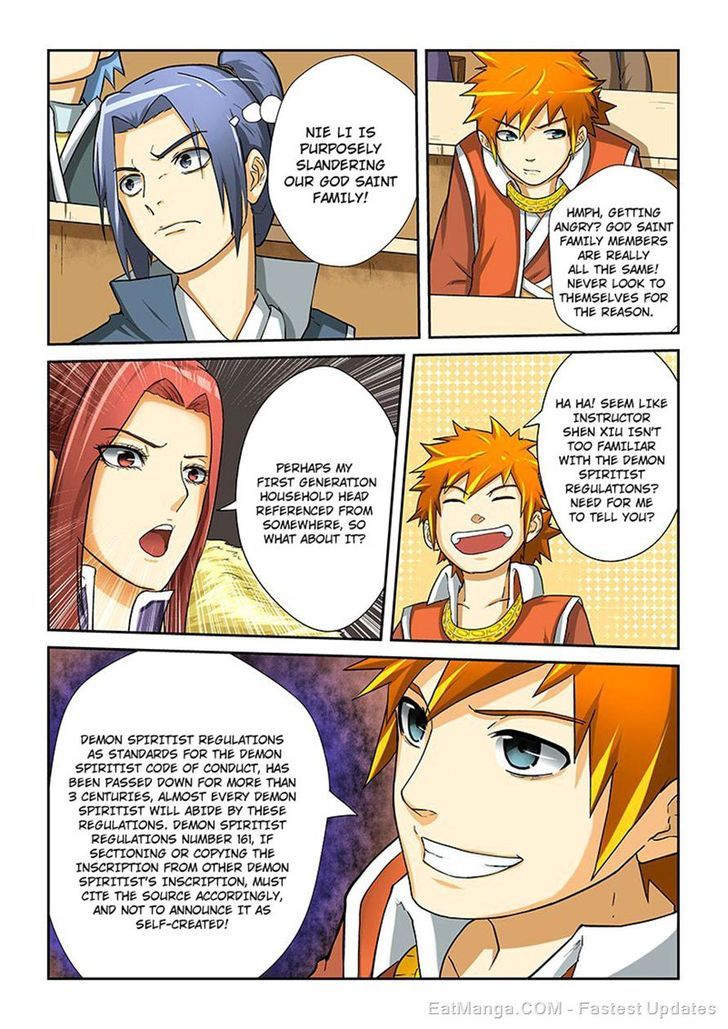 NIE LI IS
PURPOSELY
SLANDERING
OUR GOD SAINT
FAMILY!
HMPH, GETTING
ANGRY? GOD SAINT
FAMILY MEMBERS
ARE REALLY
ALL THE SAME!
NEVER LOOK TO
THEMSELVES FOR
THE REASON.
PERHAPS MY
FIRST GENERATION
HOUSEHOLD HEAD
REFERENCED FROM
SOMEWHERE, SO
WHAT ABOUT IT?
HA HA! SEEM LIKE
INSTRUCTOR
SHEN XIU ISN'T
TOO FAMILIAR
WITH THE DEMON
SPIRITIST
REGULATIONS?
NEED FOR ME
TO TELL YOU?
DEMON SPIRITIST REGULATIONS
AS STANDARDS FOR THE DEMON
SPIRITIST CODE OF CONDUCT, HAS
BEEN PASSED DOWN FOR MORE THAN
3 CENTURIES, ALMOST EVERY DEMON
SPIRITIST WILL ABIDE BY THESE
REGULATIONS. DEMON SPIRITIST
REGULATIONS NUMBER 161, IF
SECTIONING OR COPYING THE
INSCRIPTION FROM OTHER DEMON
SPIRITIST'S INSCRIPTION, MUST
CITE THE SOURCE ACCORDINGLY,
AND NOT TO ANNOUNCE IT AS
SELF-CREATED!
EatManga.COM - Fastest Updates